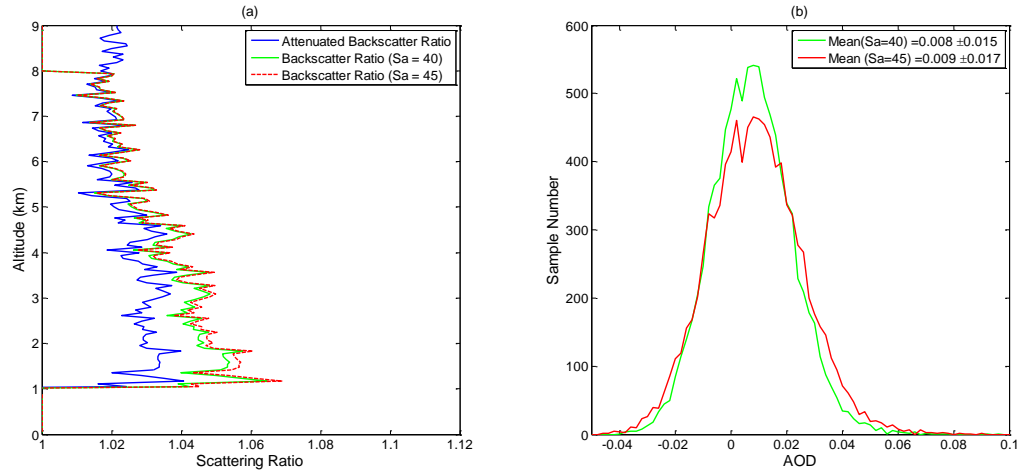 (a)
9
8
7
6
5
4
3
2
1
0
Altitude (km)
1 1.02 1.04 1.06 1.08 1.1 1.12
Scattering Ratio
Attenuated Backscatter Ratio
Backscatter Ratio (Sa = 40)
Backscatter Ratio (Sa = 45)
(b)
600
500
400
300
200
100
0
Sample Number
-0.04 -0.02 0 0.02 0.04 0.06 0.08 0.1
AOD
Mean(Sa=40) =0.008 ±0.015
Mean (Sa=45) =0.009 ±0.017